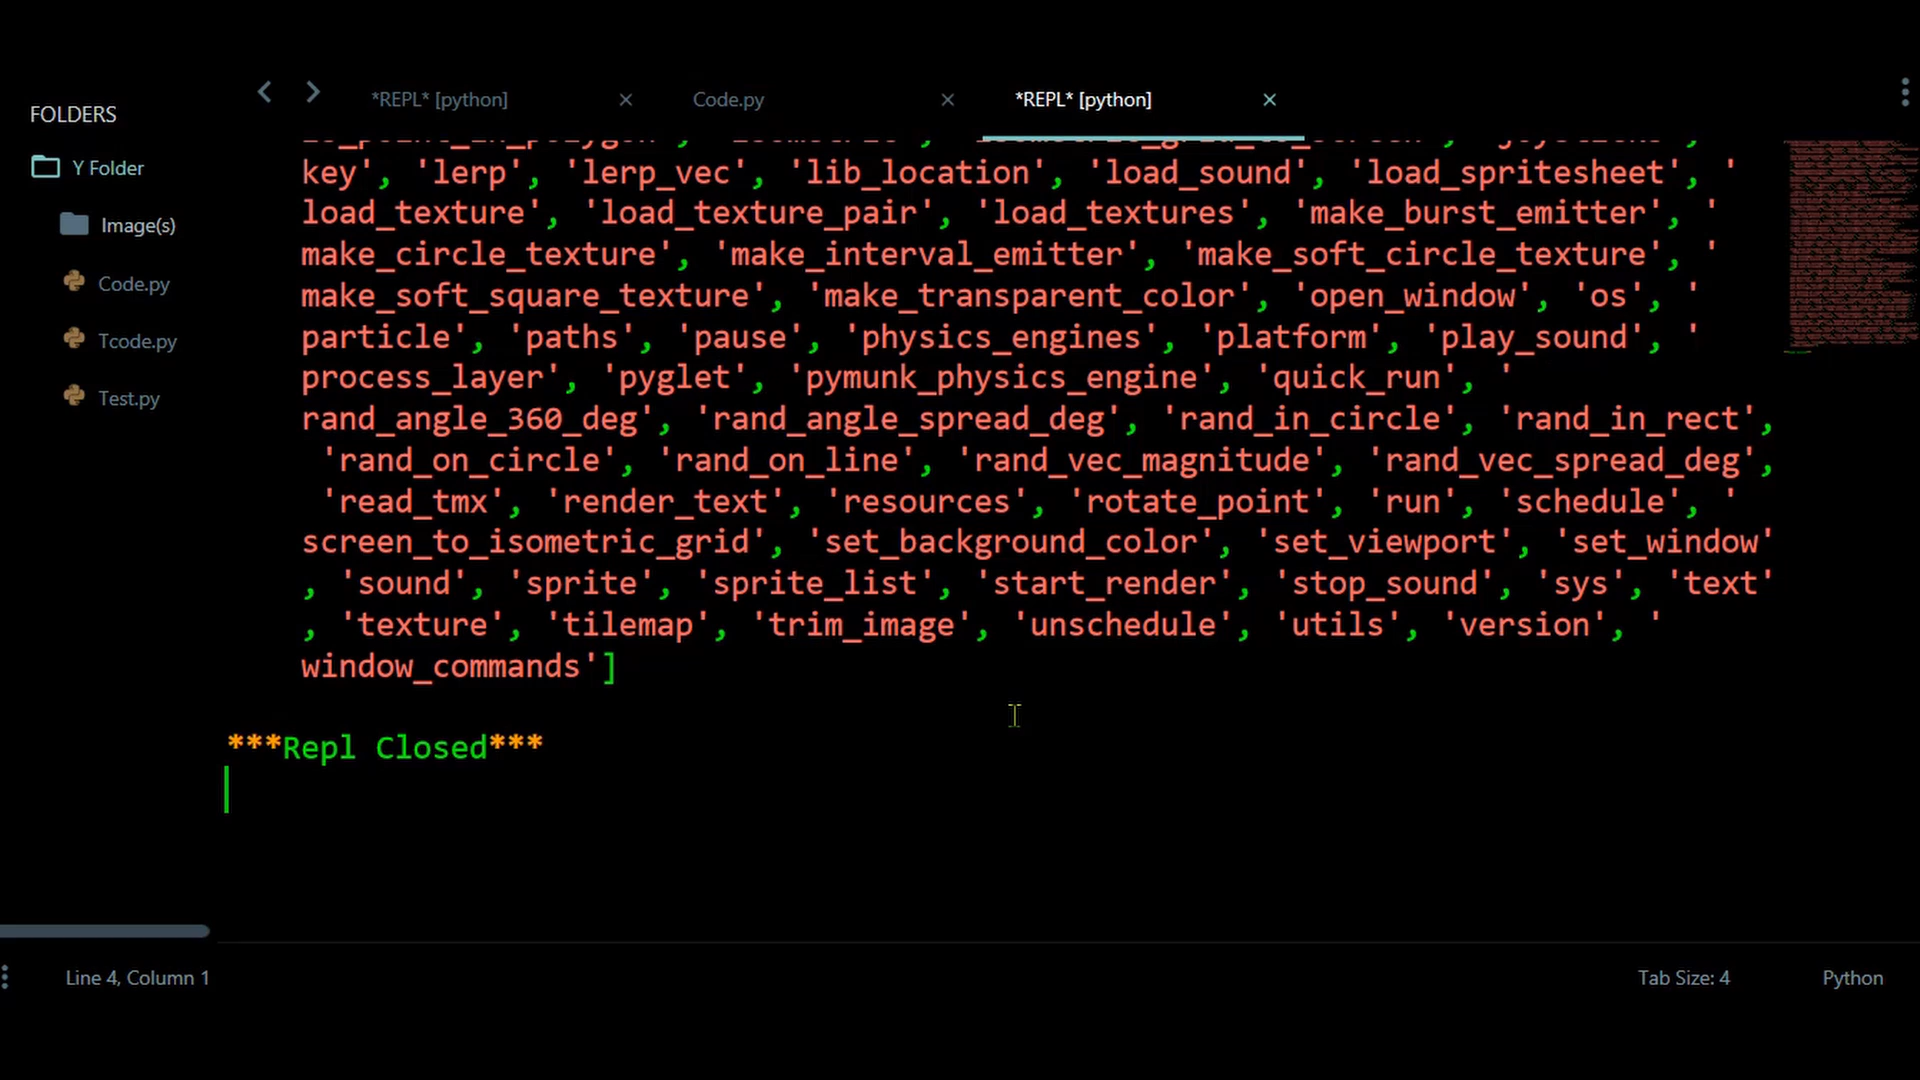 *REPL* [python]
Code.py
*REPL* [python]
FOLDERS
Y Folder
Image(s)
Code.py
Tcode.py
Test.py
key', 'lerp', 'lerp_vec', 'lib_location', 'load_sound', 'load_spritesheet', '
load_texture', 'load_texture_pair', 'load_textures', 'make_burst_emitter', '
make_circle_texture', 'make_interval_emitter', 'make_soft_circle_texture', '
make_soft_square_texture', 'make_transparent_color', 'open_window', 'os', '
particle', 'paths', 'pause', 'physics_engines', 'platform', 'play_sound', '
process_layer', 'pyglet', 'pymunk_physics_engine', 'quick_run', '
rand_angle_360_deg', 'rand_angle_spread_deg', 'rand_in_circle', 'rand_in_rect',
'rand_on_circle', 'rand_on_line', 'rand_vec_magnitude', 'rand_vec_spread_deg',
'read_tmx', 'render_text', 'resources', 'rotate_point', 'run', 'schedule', '
screen_to_isometric_grid', 'set_background_color', 'set_viewport', 'set_window'
, 'sound', 'sprite', 'sprite_list', 'start_render', 'stop_sound', 'sys', 'text'
, 'texture', 'tilemap', 'trim_image', 'unschedule', 'utils', 'version', '
window_commands']
***Repl Closed***
Line 4, Column 1
Tab Size: 4
Python